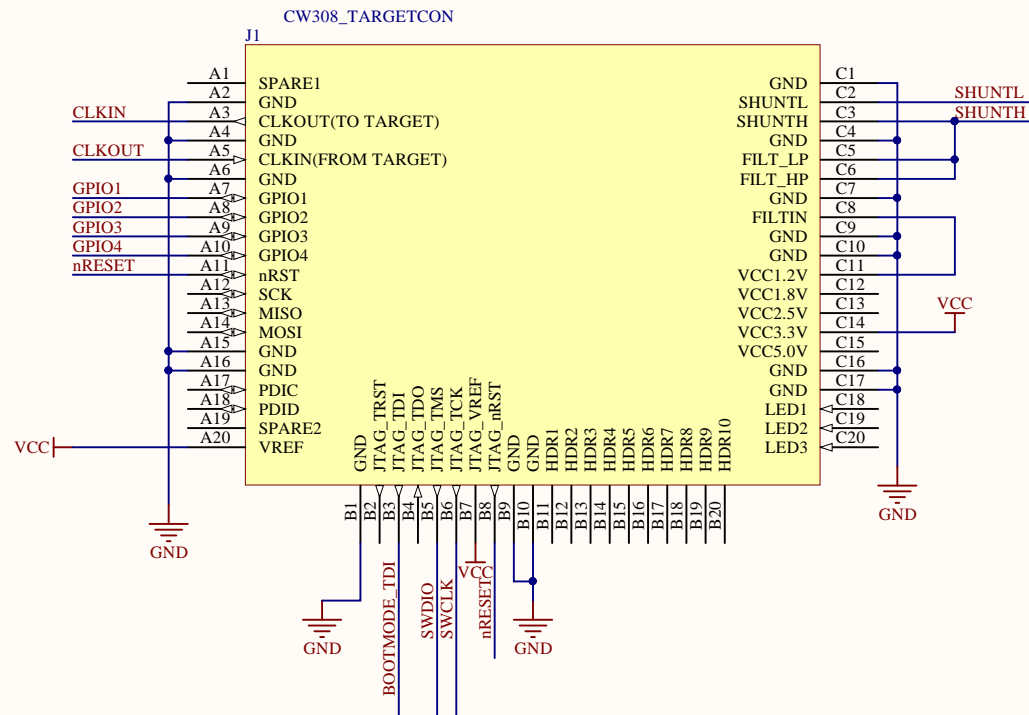 CW308_TARGETCON
J1
A1 SPARE1
A2 GND
CLKIN A3 CLKOUT(TO TARGET)
A4 GND
CLKOUT A5 CLKIN(FROM TARGET)
A6 GND
GPIO1 A7 GPIO1
GPIO2 A8 GPIO2
GPIO3 A9 GPIO3
GPIO4 A10 GPIO4
nRESET A11 nRST
A12 SCK
A13 MISO
A14 MOSI
A15 GND
A16 GND
A17 PDIC
A18 PDID
A19 SPARE2
VCC A20 VREF
GND
GND C1
SHUNTL C2 SHUNTL
SHUNTH C3 SHUNTH
GND C4
FILT_LP C5
FILT_HP C6
GND C7
FILTIN C8
GND C9
GND C10
VCC1.2V C11
VCC1.8V C12
VCC2.5V C13
VCC3.3V C14 VCC
VCC5.0V C15
GND C16
GND C17
LED1 C18
LED2 C19
LED3 C20
GND
GND B1
JTAG_TRST B2
JTAG_TDI B3 BOOTMODE_TDI
JTAG_TDO B4
JTAG_TMS B5 SWDIO
JTAG_TCK B6 SWCLK
JTAG_VREF B7 VCC
JTAG_nRST B8 nRESET
GND B9
GND B10
HDR1 B11
HDR2 B12
HDR3 B13
HDR4 B14
HDR5 B15
HDR6 B16
HDR7 B17
HDR8 B18
HDR9 B19
HDR10 B20
GND
GND